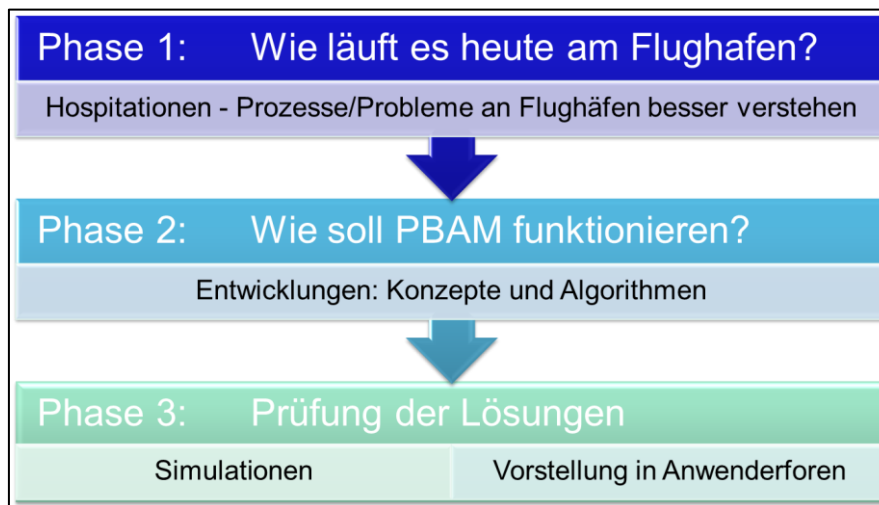 Phase 1: Wie läuft es heute am Flughafen?
Hospitationen - Prozesse/Probleme an Flughäfen besser verstehen
Phase 2: Wie soll PBAM funktionieren?
Entwicklungen: Konzepte und Algorithmen
Phase 3: Prüfung der Lösungen
Simulationen Vorstellung in Anwenderforen